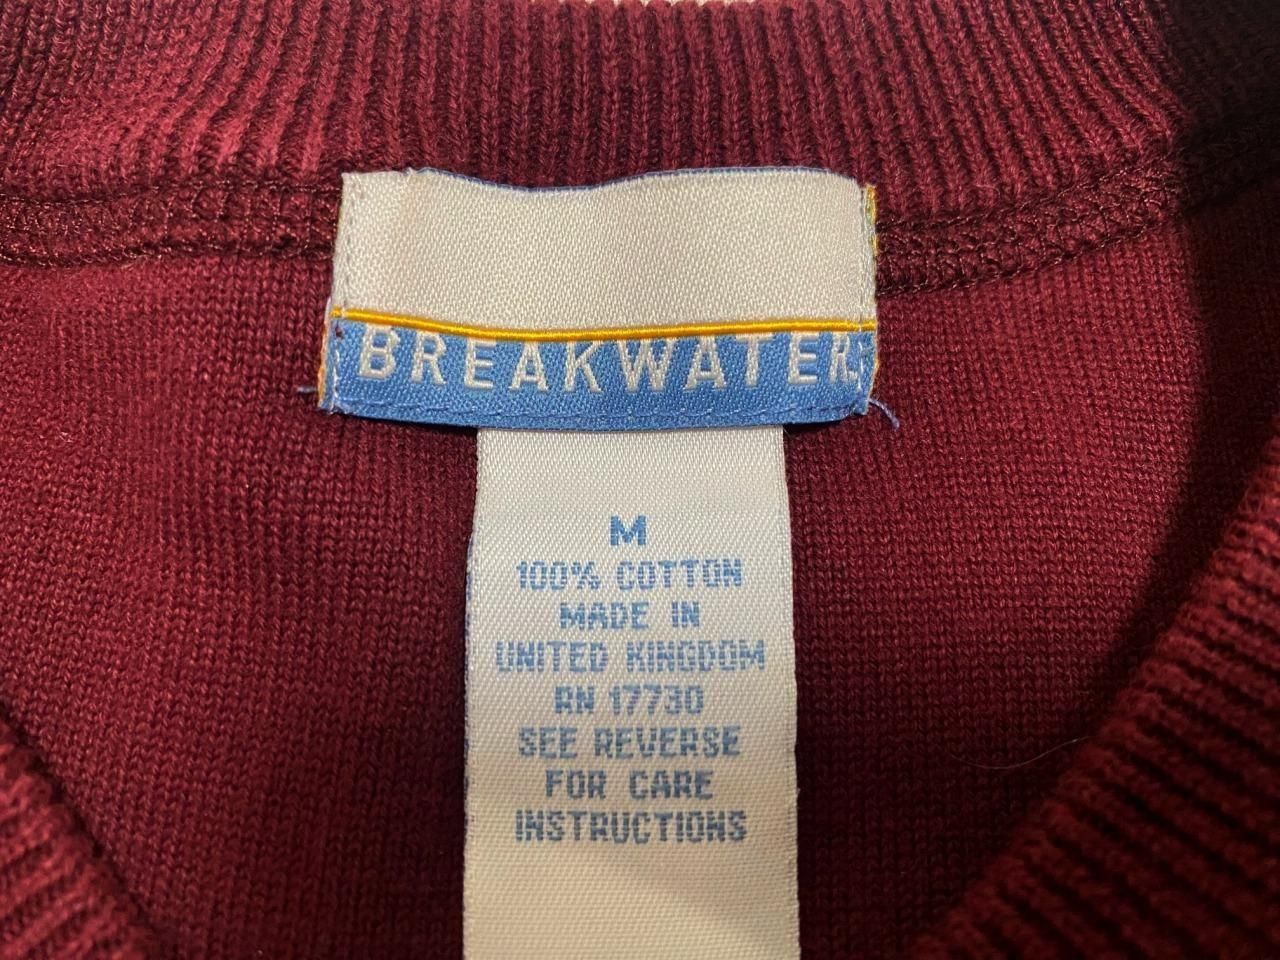 BREAKWATER
M
100% COTTON
MADE IN
UNITED KINGDOM
RN 17730
SEE REVERSE
FOR CARE
INSTRUCTIONS